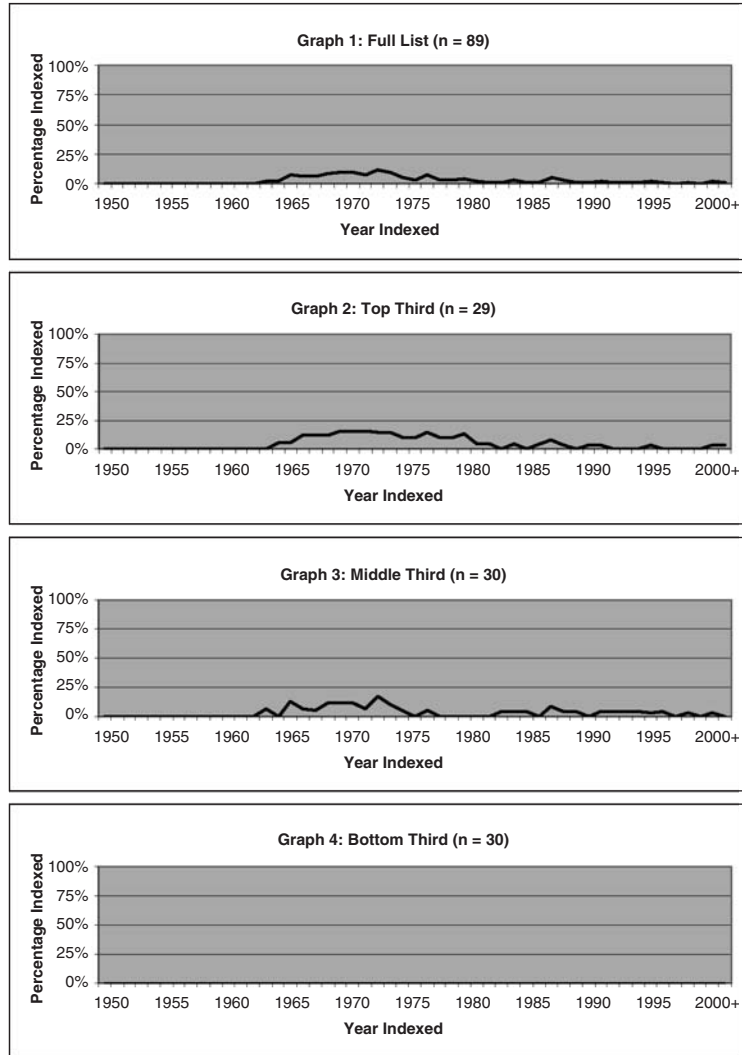 Graph 1: Full List (n = 89)
Percentage Indexed
100%
75%
50%
25%
0%
1950 1955 1960 1965 1970 1975 1980 1985 1990 1995 2000+
Year Indexed
Graph 2: Top Third (n = 29)
Percentage Indexed
100%
75%
50%
25%
0%
1950 1955 1960 1965 1970 1975 1980 1985 1990 1995 2000+
Year Indexed
Graph 3: Middle Third (n = 30)
Percentage Indexed
100%
75%
50%
25%
0%
1950 1955 1960 1965 1970 1975 1980 1985 1990 1995 2000+
Year Indexed
Graph 4: Bottom Third (n = 30)
Percentage Indexed
100%
75%
50%
25%
0%
1950 1955 1960 1965 1970 1975 1980 1985 1990 1995 2000+
Year Indexed